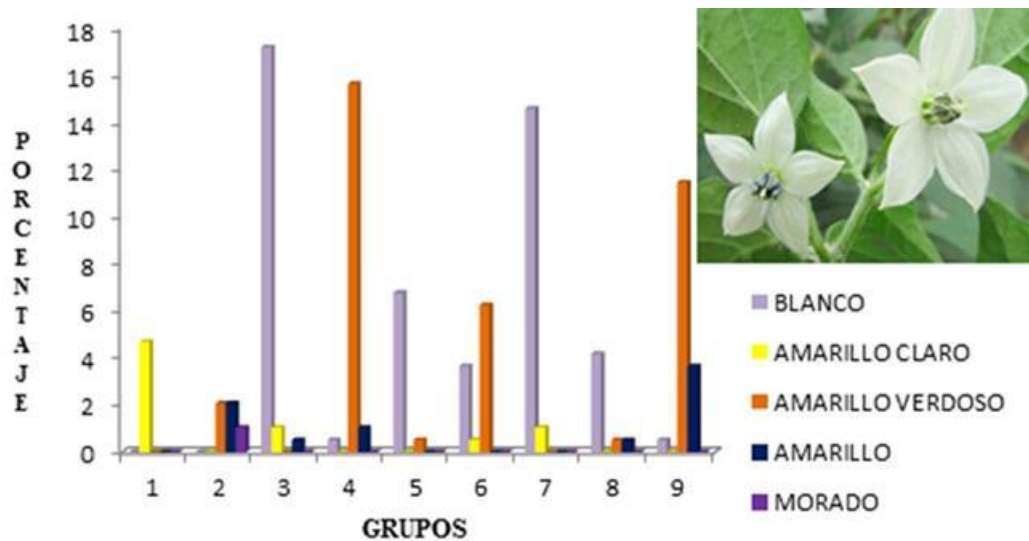 PORCENTAJE
18
16
14
12
10
8
6
4
2
0
1 2 3 4 5 6 7 8 9
GRUPOS
BLANCO
AMARILLO CLARO
AMARILLO VERDOSO
AMARILLO
MORADO